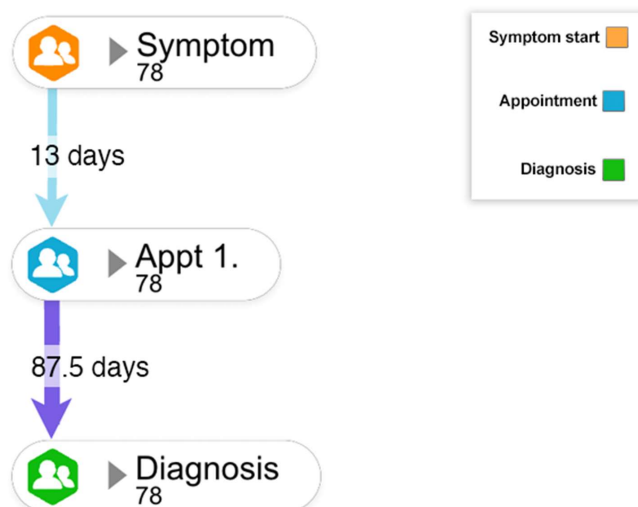 Symptom
78
13 days
Appt 1.
78
87.5 days
Diagnosis
78
Symptom start
Appointment
Diagnosis